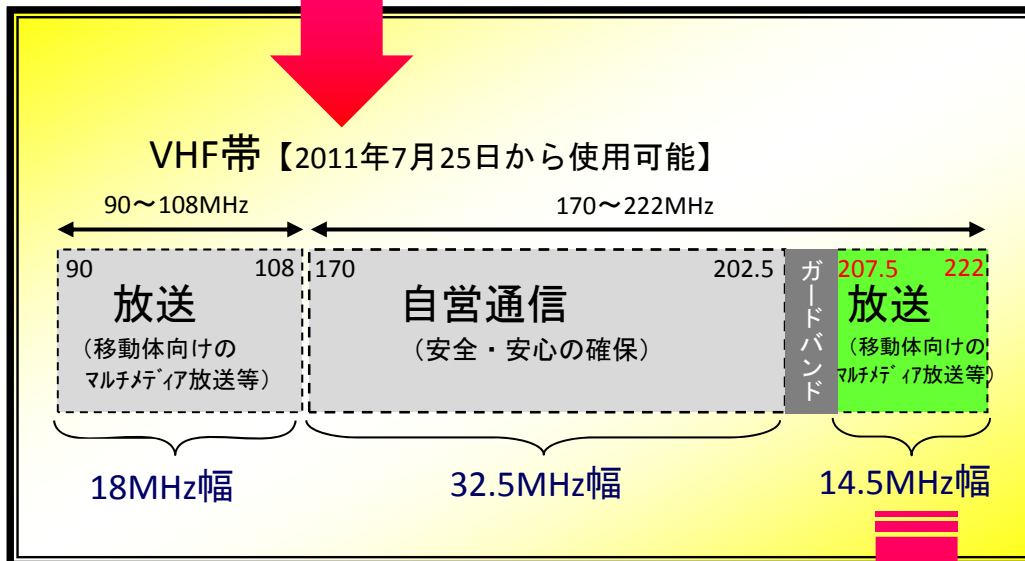 VHF帯【2011年7月25日から使用可能】
90～108MHz
170～222MHz
90
108
170
202.5
207.5
222
放送
(移動体向けの
ﾏﾙﾁﾒﾃﾞｨｱ放送等)
自営通信
(安全・安心の確保)
ガードバンド
放送
(移動体向けの
ﾏﾙﾁﾒﾃﾞｨｱ放送等)
18MHz幅
32.5MHz幅
14.5MHz幅